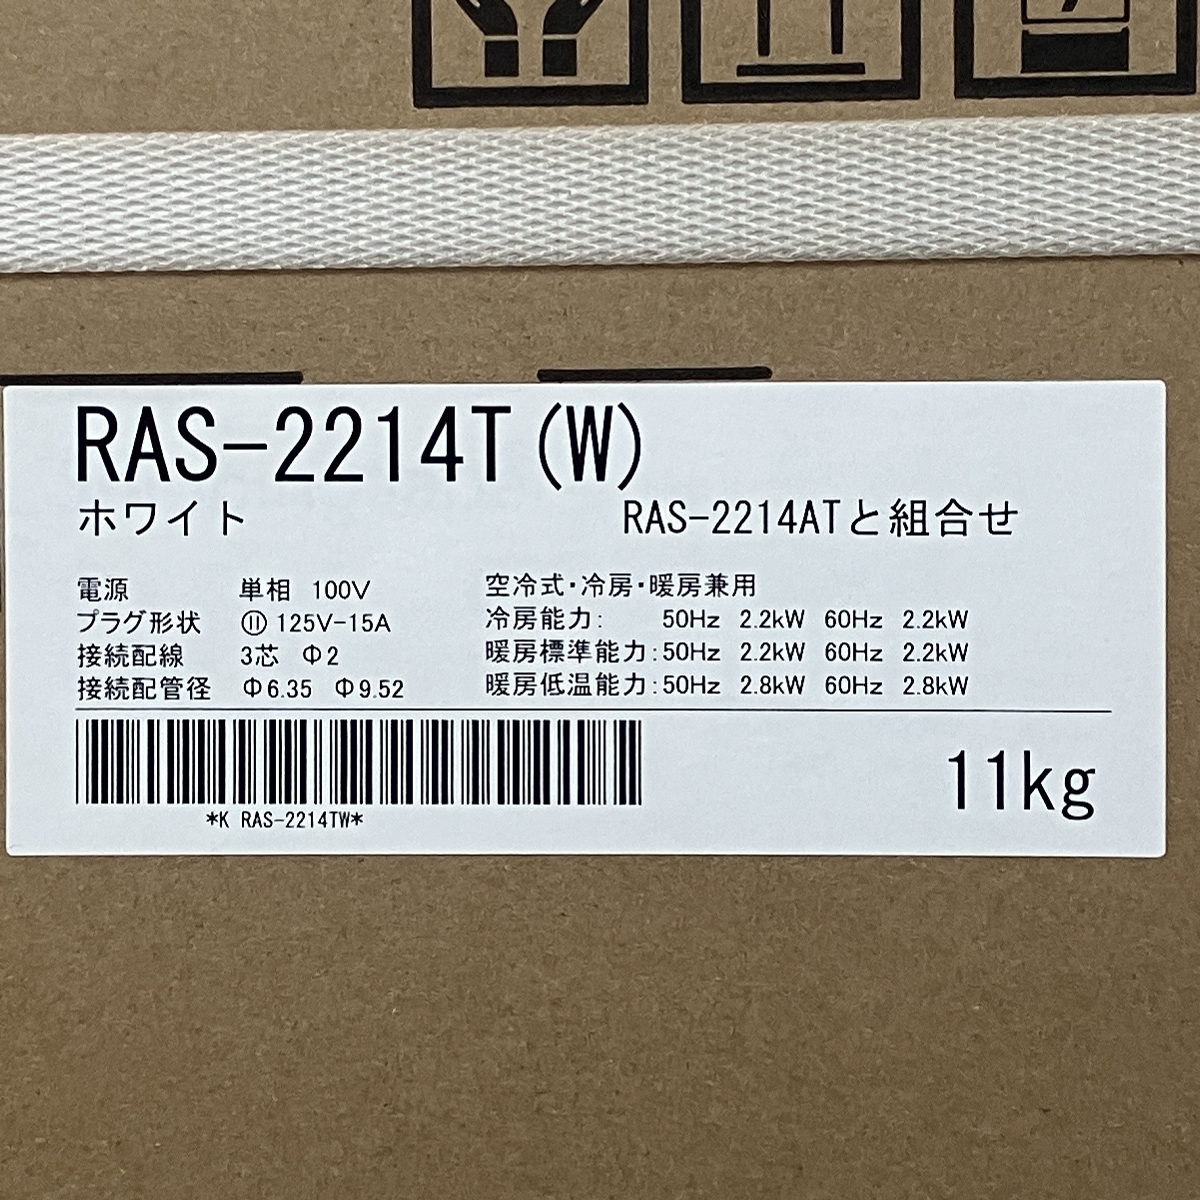 RAS-2214T(W)
ホワイト
RAS-2214ATと組合せ
電源 単相 100V
プラグ形状 125V-15A
接続配線 3芯 Φ2
接続配管径 Φ6.35 Φ9.52
空冷式・冷房・暖房兼用
冷房能力: 50Hz 2.2kW 60Hz 2.2kW
暖房標準能力:50Hz 2.2kW 60Hz 2.2kW
暖房低温能力:50Hz 2.8kW 60Hz 2.8kW
*K RAS-2214TW*
11kg